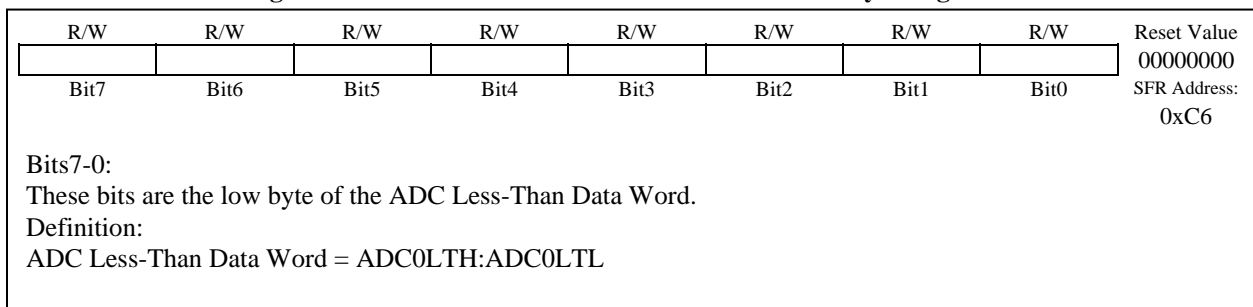 R/W R/W R/W R/W R/W R/W R/W R/W Reset Value
00000000
Bit7 Bit6 Bit5 Bit4 Bit3 Bit2 Bit1 Bit0 SFR Address:
0xC6
Bits7-0:
These bits are the low byte of the ADC Less-Than Data Word.
Definition:
ADC Less-Than Data Word = ADC0LTH:ADC0LTL